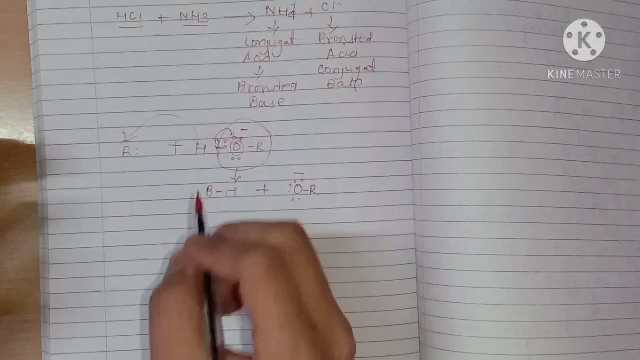 HCl + NH3 → NH4+ + Cl-
↓ ↓
Conjugat Bronsted
Acid Acid
↓ Conjugat
Bronsted Base
Base
B: + H :O-R
↓
B-H + :O-R
K
KINEMASTER